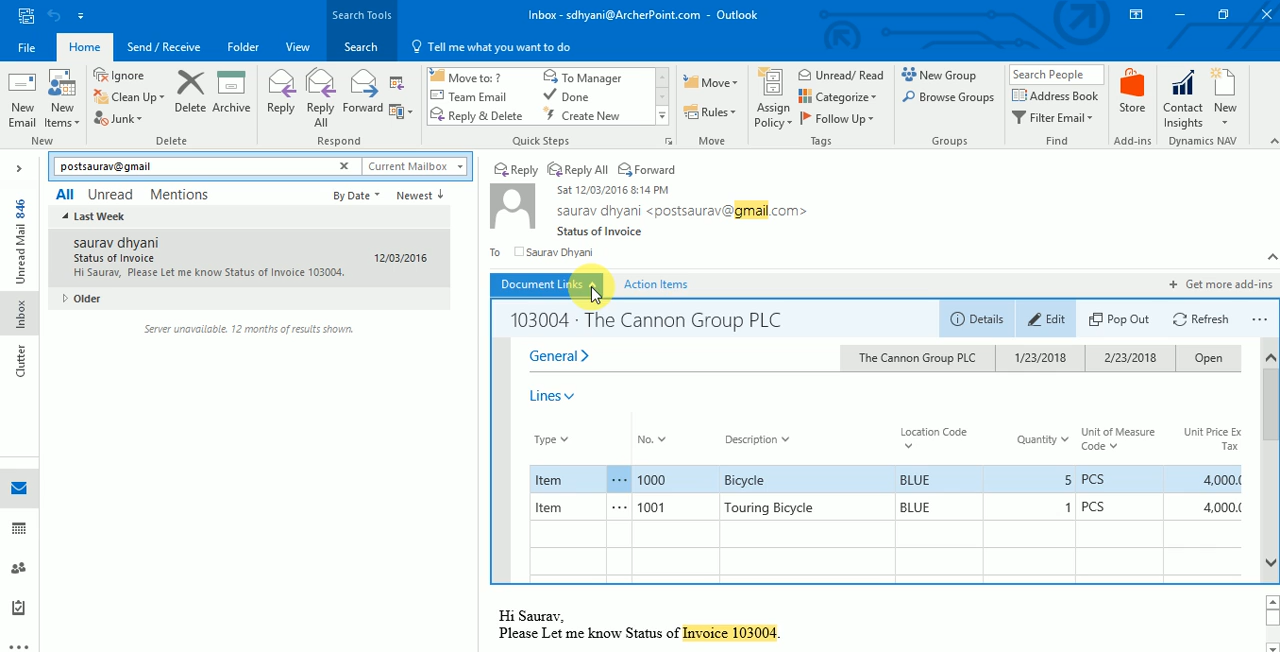 Search Tools
Inbox - sdhyani@ArcherPoint.com - Outlook
File Home Send / Receive Folder View Search Tell me what you want to do
New Email
New Items
Ignore
Clean Up
Junk
Delete
Archive
Reply
Reply All
Forward
Move to: ?
Team Email
Reply & Delete
To Manager
Done
Create New
Move
Rules
Assign Policy
Unread/ Read
Categorize
Follow Up
New Group
Browse Groups
Search People
Address Book
Filter Email
Store
Contact Insights
New
New Delete Respond Quick Steps Move Tags Groups Find Add-ins Dynamics NAV
postsaurav@gmail
Current Mailbox
All Unread Mentions By Date Newest
Last Week
saurav dhyani
Status of Invoice 12/03/2016
Hi Saurav, Please Let me know Status of Invoice 103004.
Older
Server unavailable. 12 months of results shown.
Unread Mail 846
Inbox
Clutter
Reply Reply All Forward
Sat 12/03/2016 8:14 PM
saurav dhyani <postsaurav@gmail.com>
Status of Invoice
To Saurav Dhyani
Document Links Action Items + Get more add-ins
103004 · The Cannon Group PLC Details Edit Pop Out Refresh ···
General The Cannon Group PLC 1/23/2018 2/23/2018 Open
Lines
Type No. Description Location Code Quantity Unit of Measure Code Unit Price Ex Tax
Item ··· 1000 Bicycle BLUE 5 PCS 4,000.0
Item ··· 1001 Touring Bicycle BLUE 1 PCS 4,000.0
Hi Saurav,
Please Let me know Status of Invoice 103004.